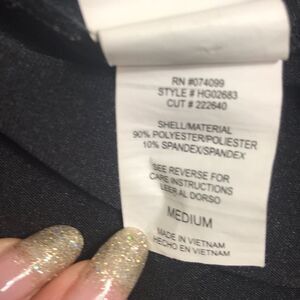 RN #074099
STYLE # HG02683
CUT # 222640
SHELL/MATERIAL
90% POLYESTER/POLIESTER
10% SPANDEX/SPANDEX
SEE REVERSE FOR
CARE INSTRUCTIONS
LEER AL DORSO
MEDIUM
MADE IN VIETNAM
HECHO EN VIETNAM